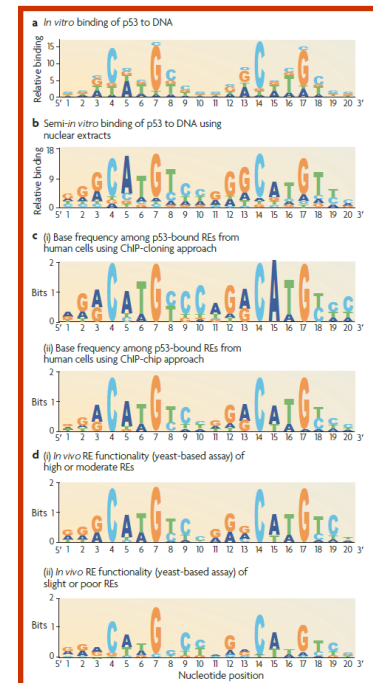 a In vitro binding of p53 to DNA
Relative binding
15
10
5
0
5' 1 2 3 4 5 6 7 8 9 10 11 12 13 14 15 16 17 18 19 20 3'
b Semi-in vitro binding of p53 to DNA using
nuclear extracts
Relative binding
18
9
0
5' 1 2 3 4 5 6 7 8 9 10 11 12 13 14 15 16 17 18 19 20 3'
c (i) Base frequency among p53-bound REs from
human cells using ChIP-cloning approach
2
Bits 1
0
5' 1 2 3 4 5 6 7 8 9 10 11 12 13 14 15 16 17 18 19 20 3'
(ii) Base frequency among p53-bound REs from
human cells using ChIP-chip approach
2
Bits 1
0
5' 1 2 3 4 5 6 7 8 9 10 11 12 13 14 15 16 17 18 19 20 3'
d (i) In vivo RE functionality (yeast-based assay) of
high or moderate REs
2
Bits 1
0
5' 1 2 3 4 5 6 7 8 9 10 11 12 13 14 15 16 17 18 19 20 3'
(ii) In vivo RE functionality (yeast-based assay) of
slight or poor REs
2
Bits 1
0
5' 1 2 3 4 5 6 7 8 9 10 11 12 13 14 15 16 17 18 19 20 3'
Nucleotide position